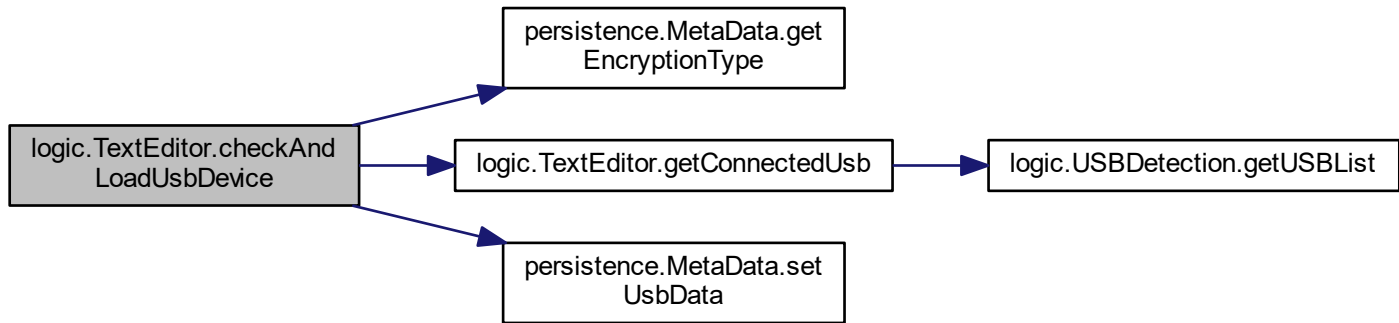 persistence.MetaData.get
EncryptionType
logic.TextEditor.checkAnd
LoadUsbDevice
logic.TextEditor.getConnectedUsb
logic.USBDetection.getUSBList
persistence.MetaData.set
UsbData